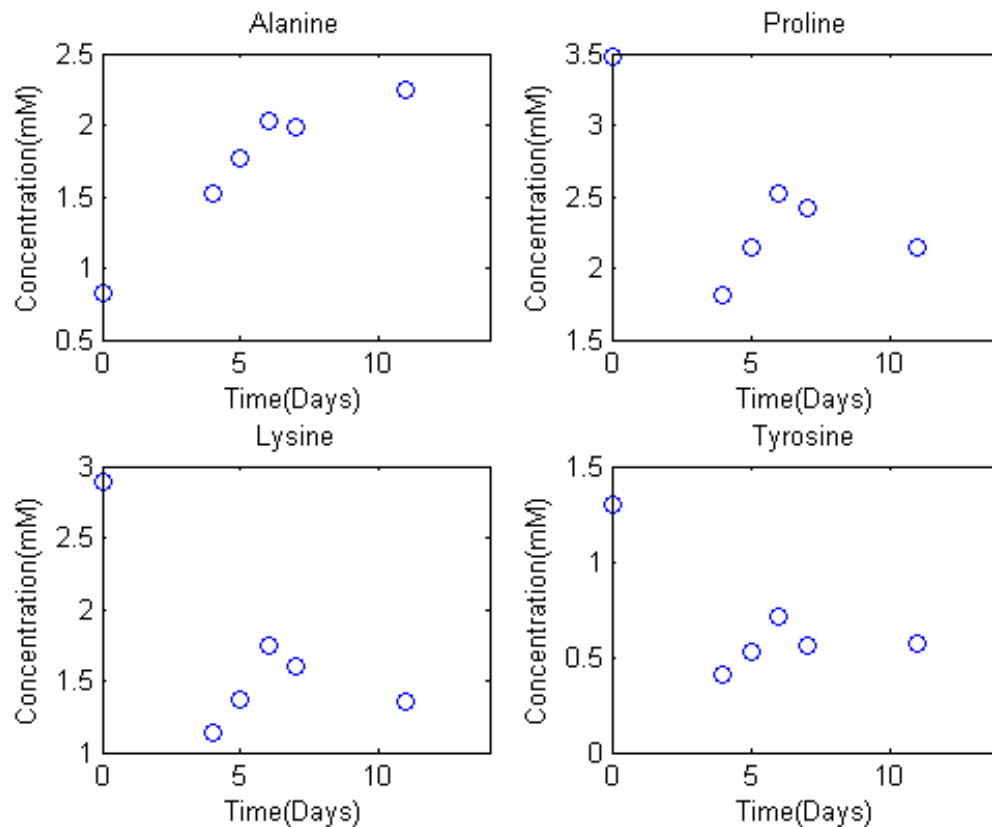 Alanine
2.5
2
1.5
1
0.5
0 5 10
Concentration(mM)
Time(Days)
Proline
3.5
3
2.5
2
1.5
0 5 10
Concentration(mM)
Time(Days)
Lysine
3
2.5
2
1.5
1
0 5 10
Concentration(mM)
Time(Days)
Tyrosine
1.5
1
0.5
0
0 5 10
Concentration(mM)
Time(Days)